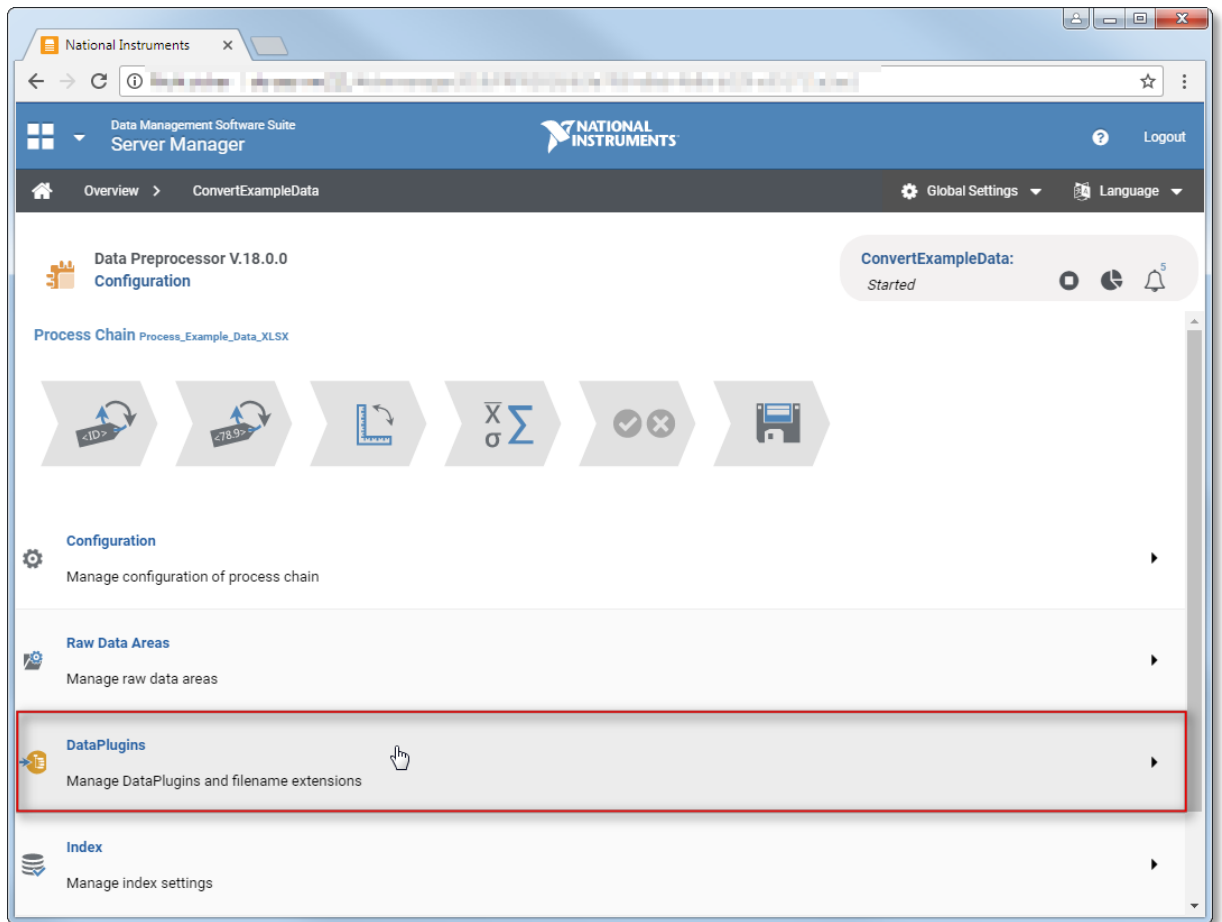 National Instruments
Data Management Software Suite
Server Manager
NATIONAL
INSTRUMENTS
Logout
Overview > ConvertExampleData
Global Settings
Language
Data Preprocessor V.18.0.0
Configuration
ConvertExampleData:
Started
5
Process Chain Process_Example_Data_XLSX
<ID>
<78.9>
X̅
σ Σ
Configuration
Manage configuration of process chain
Raw Data Areas
Manage raw data areas
DataPlugins
Manage DataPlugins and filename extensions
Index
Manage index settings